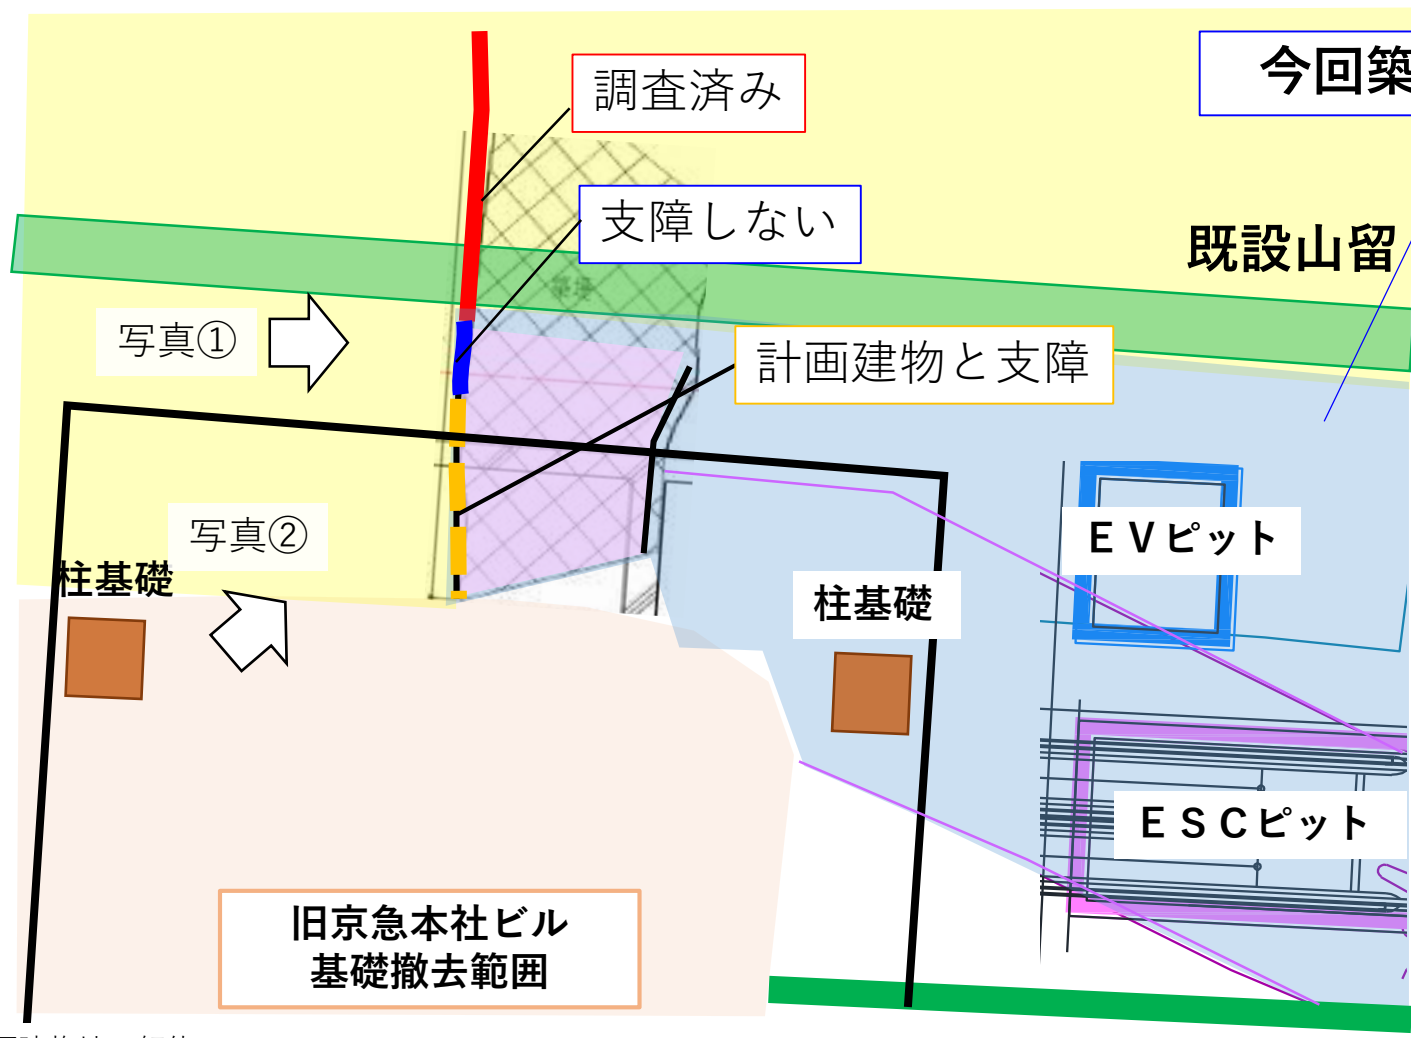 調査済み
今回築
支障しない
既設山留
写真①
計画建物と支障
写真②
ＥＶピット
柱基礎
柱基礎
ＥＳＣピット
旧京急本社ビル
基礎撤去範囲